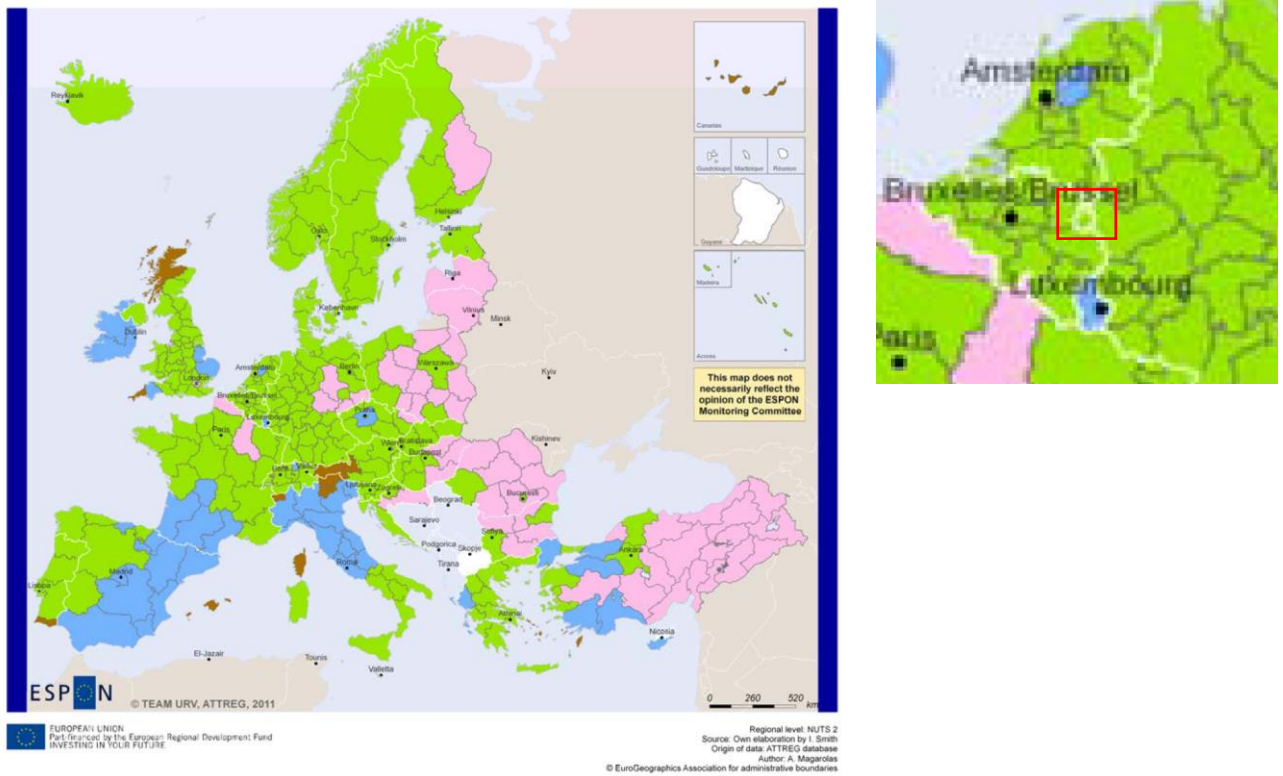 Reykjavik
Canarias
Guadeloupe Martinique Réunion
Guyane
Madeira
Acores
Oslo
Helsinki
Tallinn
Stockholm
Riga
København
Vilnius
Minsk
Dublin
London
Amsterdam
Berlin
Warszawa
Kyiv
Bruxelles/Brussel
Luxembourg
Praha
Paris
Kishinev
Wien
Bratislava
Budapest
Bern
Vaduz
Ljubljana
Zagreb
Beograd
Bucuresti
Sarajevo
Sofiya
Podgorica
Skopje
Tirana
Ankara
Roma
Madrid
Lisboa
Athinai
Nicosia
El-Jazair
Tounis
Valletta
This map does not
necessarily reflect the
opinion of the ESPON
Monitoring Committee
ESPON
© TEAM URV, ATTREG, 2011
0 260 520
km
EUROPEAN UNION
Part-financed by the European Regional Development Fund
INVESTING IN YOUR FUTURE
Regional level: NUTS 2
Source: Own elaboration by I. Smith
Origin of data: ATTREG database
Author: A. Magarolas
© EuroGeographics Association for administrative boundaries
Amsterdam
Bruxelles/Brussel
Luxembourg
Paris